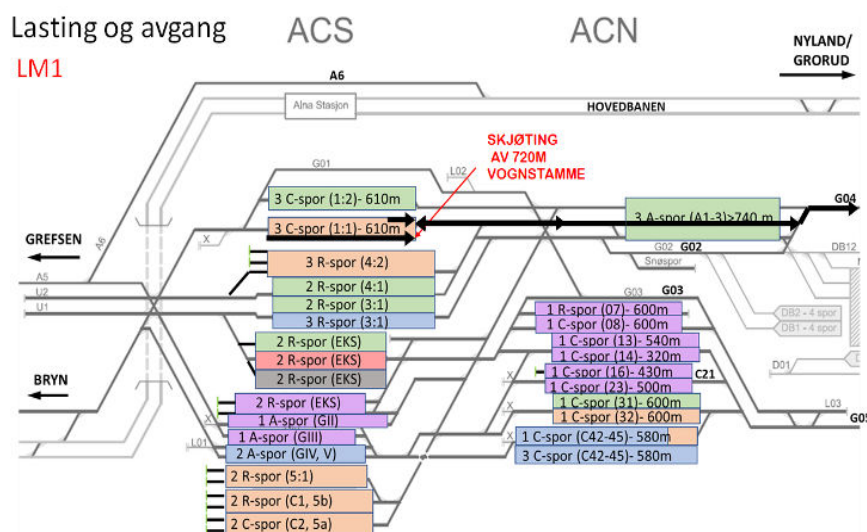 Lasting og avgang
ACS
ACN
LM1
NYLAND/
GRORUD
A6
Alna Stasjon
HOVEDBANEN
SKJØTING
AV 720M
VOGNSTAMME
G01
L02
3 C-spor (1:2)- 610m
3 C-spor (1:1)- 610m
3 A-spor (A1-3)>740 m
G04
X
GREFSEN
A6
3 R-spor (4:2)
G02
G02
Snøspor
DB12
A5
U2
U1
2 R-spor (4:1)
2 R-spor (3:1)
3 R-spor (3:1)
G03
G03
DB2 - 4 spor
DB1 - 4 spor
1 R-spor (07)- 600m
1 C-spor (08)- 600m
1 C-spor (13)- 540m
1 C-spor (14)- 320m
1 C-spor (16)- 430m
C21
1 C-spor (23)- 500m
1 C-spor (31)- 600m
1 C-spor (32)- 600m
X
X
X
D01
L03
G05
2 R-spor (EKS)
2 R-spor (EKS)
2 R-spor (EKS)
BRYN
2 R-spor (EKS)
X
1 A-spor (GII)
1 A-spor (GIII)
L01
2 A-spor (GIV, V)
1 C-spor (C42-45)- 580m
3 C-spor (C42-45)- 580m
2 R-spor (5:1)
2 R-spor (C1, 5b)
2 C-spor (C2, 5a)